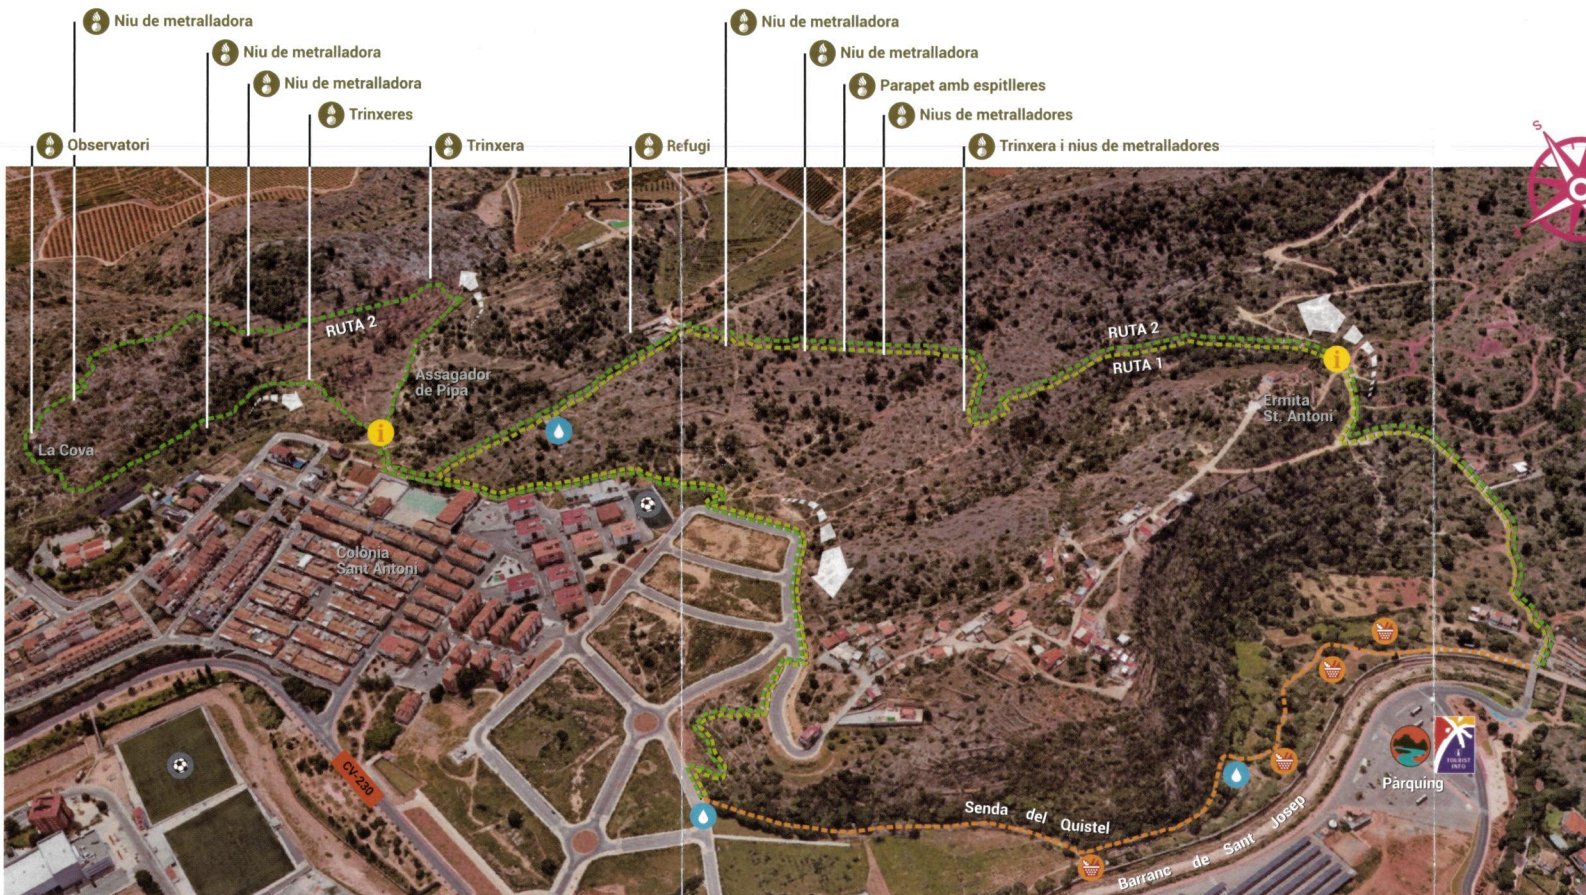 Niu de metralladora
Niu de metralladora
Niu de metralladora
Trinxeres
Observatori
Trinxera
Refugi
Niu de metralladora
Niu de metralladora
Parapet amb espitlleres
Nius de metralladores
Trinxera i nius de metralladores
S
RUTA 2
RUTA 2
RUTA 1
Assagador
de Pipa
Ermita
St. Antoni
La Cova
Colònia
Sant Antoni
CV-230
Senda del Quistel
Barranc de Sant Josep
Pàrquing
i
TOURIST
INFO
i
i